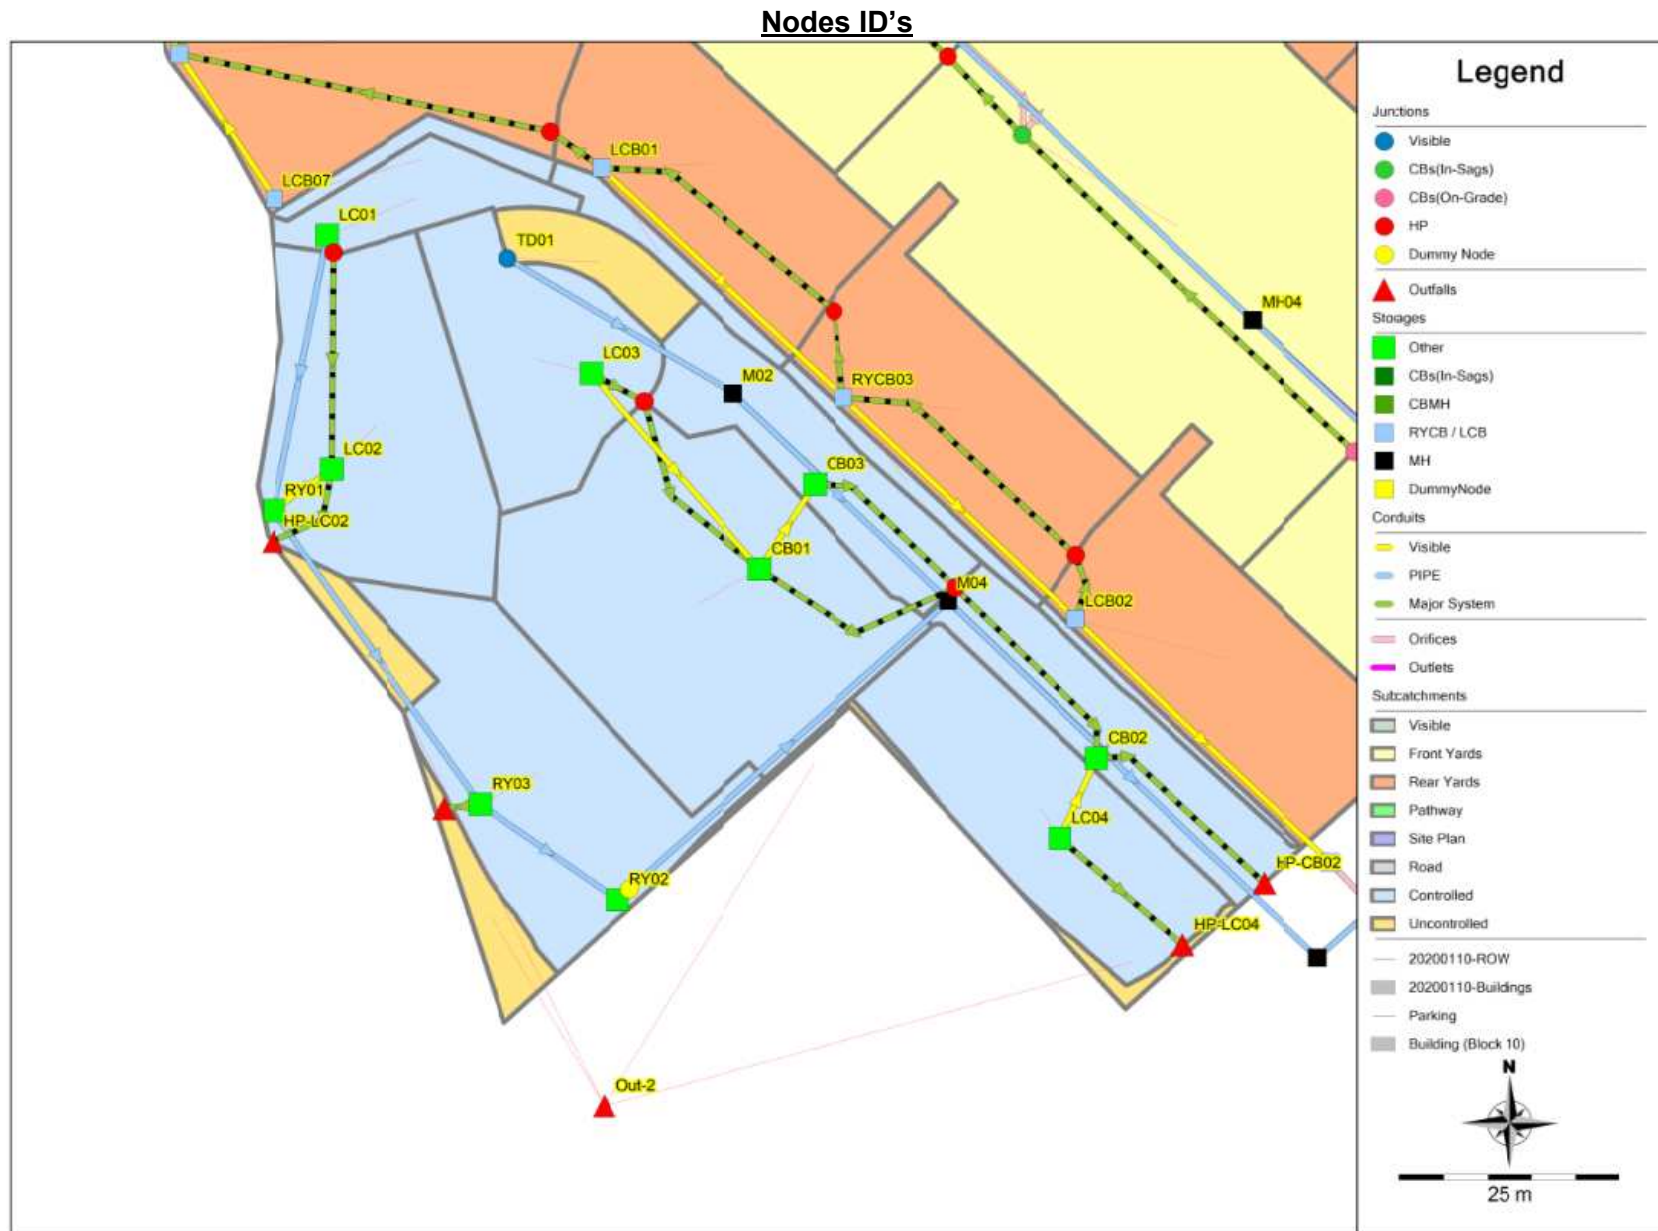 Nodes ID's
LCB01
LCB07
LC01
TD01
MH04
LC03
M02
RYCB03
LC02
CB03
RY01
HP-LC02
CB01
M04
LCB02
CB02
RY03
LC04
HP-CB02
RY02
HP-LC04
Out-2
Legend
Junctions
Visible
CBs(In-Sags)
CBs(On-Grade)
HP
Dummy Node
Outfalls
Storages
Other
CBs(In-Sags)
CBMH
RYCB / LCB
MH
DummyNode
Conduits
Visible
PIPE
Major System
Orifices
Outlets
Subcatchments
Visible
Front Yards
Rear Yards
Pathway
Site Plan
Road
Controlled
Uncontrolled
20200110-ROW
20200110-Buildings
Parking
Building (Block 10)
N
25 m